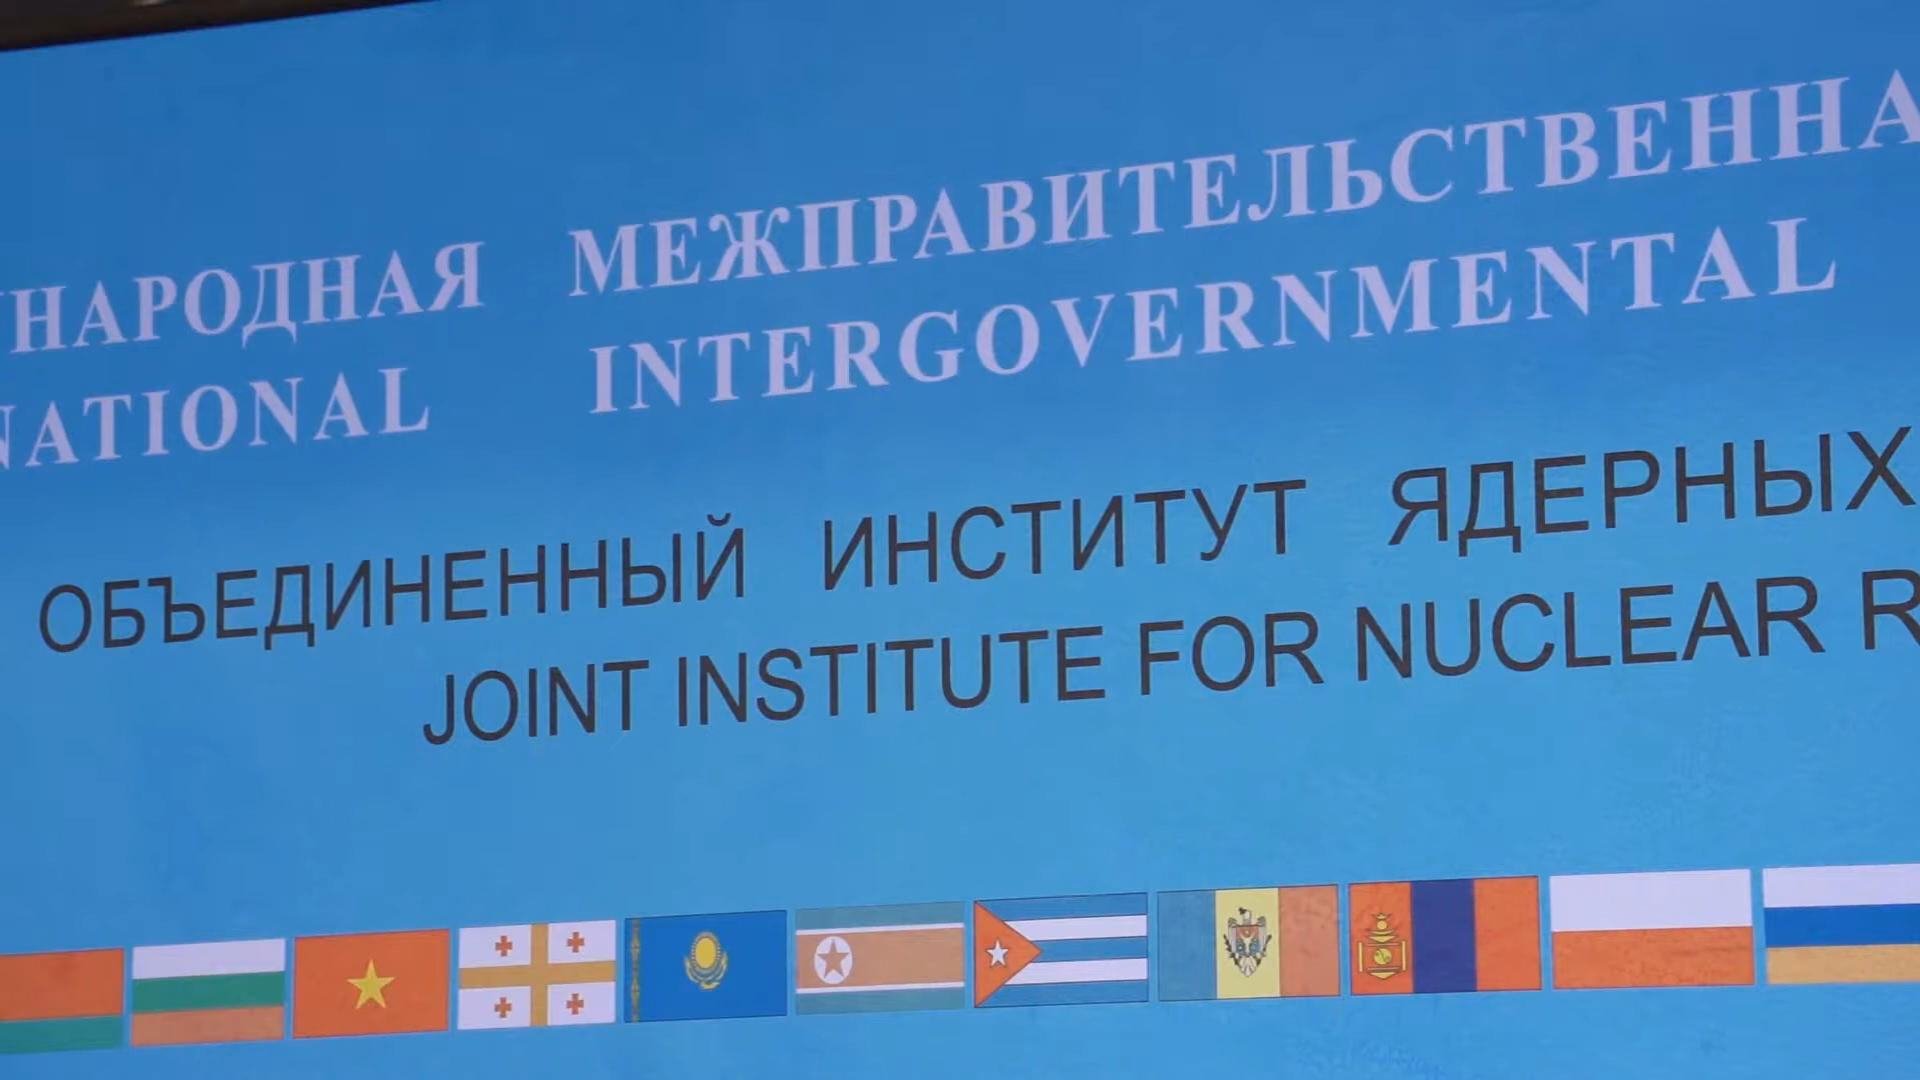 НАРОДНАЯ МЕЖПРАВИТЕЛЬСТВЕННА
NATIONAL INTERGOVERNMENTAL
ОБЪЕДИНЕННЫЙ ИНСТИТУТ ЯДЕРНЫХ
JOINT INSTITUTE FOR NUCLEAR R